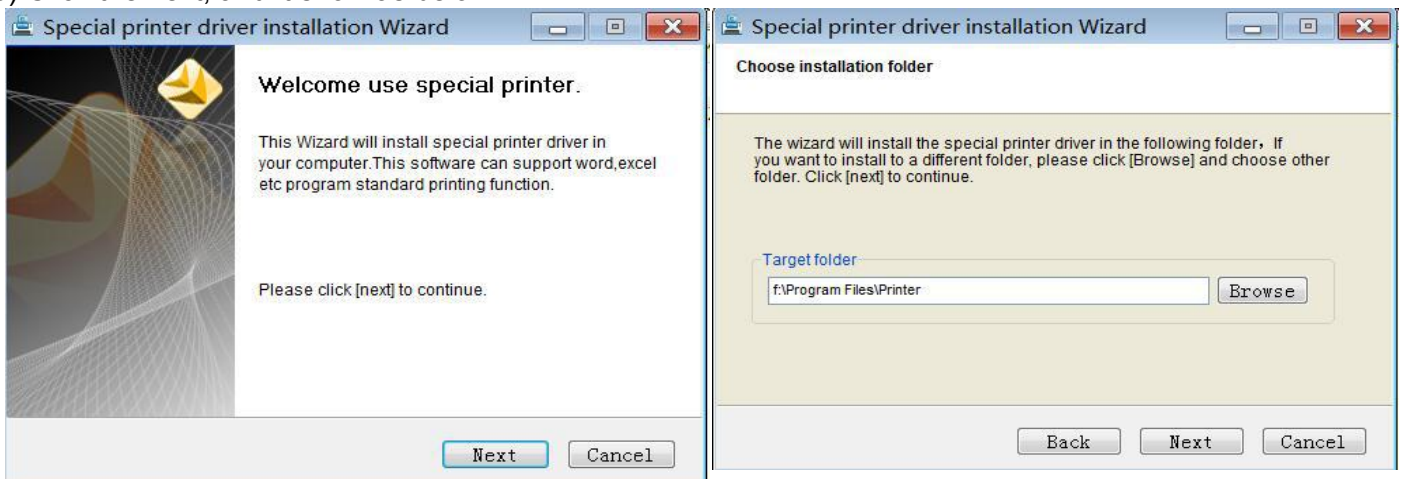 Special printer driver installation Wizard
Welcome use special printer.
This Wizard will install special printer driver in
your computer.This software can support word,excel
etc program standard printing function.
Please click [next] to continue.
Next
Cancel
Special printer driver installation Wizard
Choose installation folder
The wizard will install the special printer driver in the following folder, If
you want to install to a different folder, please click [Browse] and choose other
folder. Click [next] to continue.
Target folder
f:\Program Files\Printer
Browse
Back
Next
Cancel